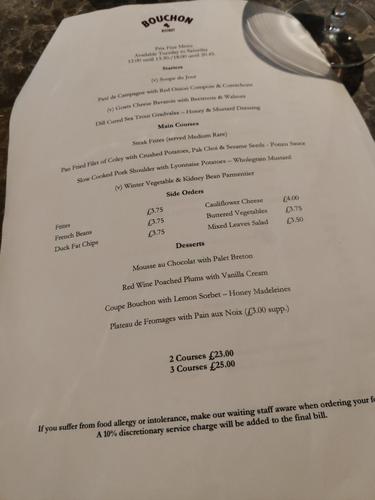 BOUCHON
BISTROT
Prix Fixe Menu
Available Tuesday to Saturday
12:00 until 13:30/18:00 until 20:45.
Starters
(v) Soupe du Jour
Paté de Campagne with Red Onion Compote & Cornichons
(v) Goats Cheese Bavarois with Beetroots & Walnuts
Dill Cured Sea Trout Gradvalax – Honey & Mustard Dressing
Main Courses
Steak Frites (served Medium Rare)
Pan Fried Filet of Coley with Crushed Potatoes, Pak Choi & Sesame Seeds - Ponzu Sauce
Slow Cooked Pork Shoulder with Lyonnaise Potatoes – Wholegrain Mustard
(v) Winter Vegetable & Kidney Bean Parmentier
Side Orders
Frites £3.75 Cauliflower Cheese £4.00
French Beans £3.75 Buttered Vegetables £3.75
Duck Fat Chips £3.75 Mixed Leaves Salad £3.50
Desserts
Mousse au Chocolat with Palet Breton
Red Wine Poached Plums with Vanilla Cream
Coupe Bouchon with Lemon Sorbet – Honey Madeleines
Plateau de Fromages with Pain aux Noix (£3.00 supp.)
2 Courses £23.00
3 Courses £25.00
If you suffer from food allergy or intolerance, make our waiting staff aware when ordering your
A 10% discretionary service charge will be added to the final bill.